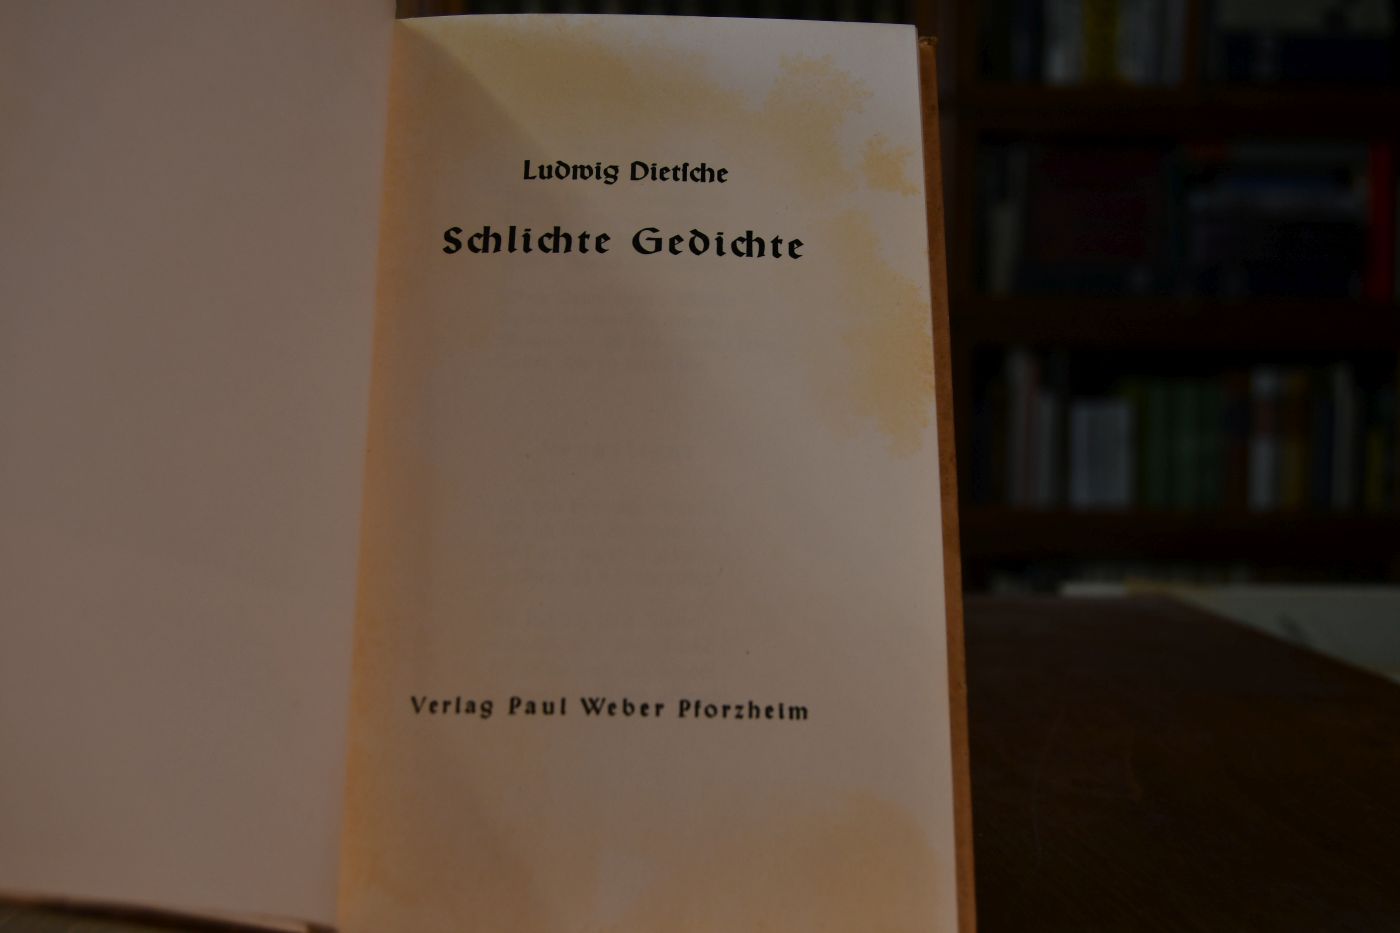 Ludwig Dietſche
Schlichte Gedichte
Verlag Paul Weber Pforzheim